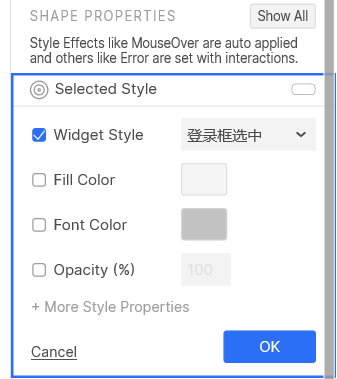 SHAPE PROPERTIES
Show All
Style Effects like MouseOver are auto applied
and others like Error are set with interactions.
Selected Style
Widget Style
登录框选中
Fill Color
Font Color
Opacity (%)
100
+ More Style Properties
Cancel
OK